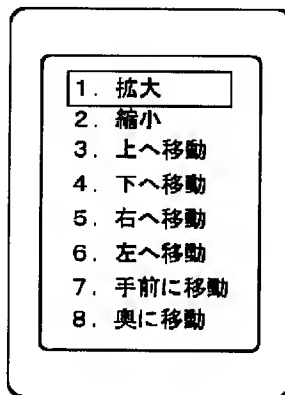 1. 拡大
2. 縮小
3. 上へ移動
4. 下へ移動
5. 右へ移動
6. 左へ移動
7. 手前に移動
8. 奥に移動